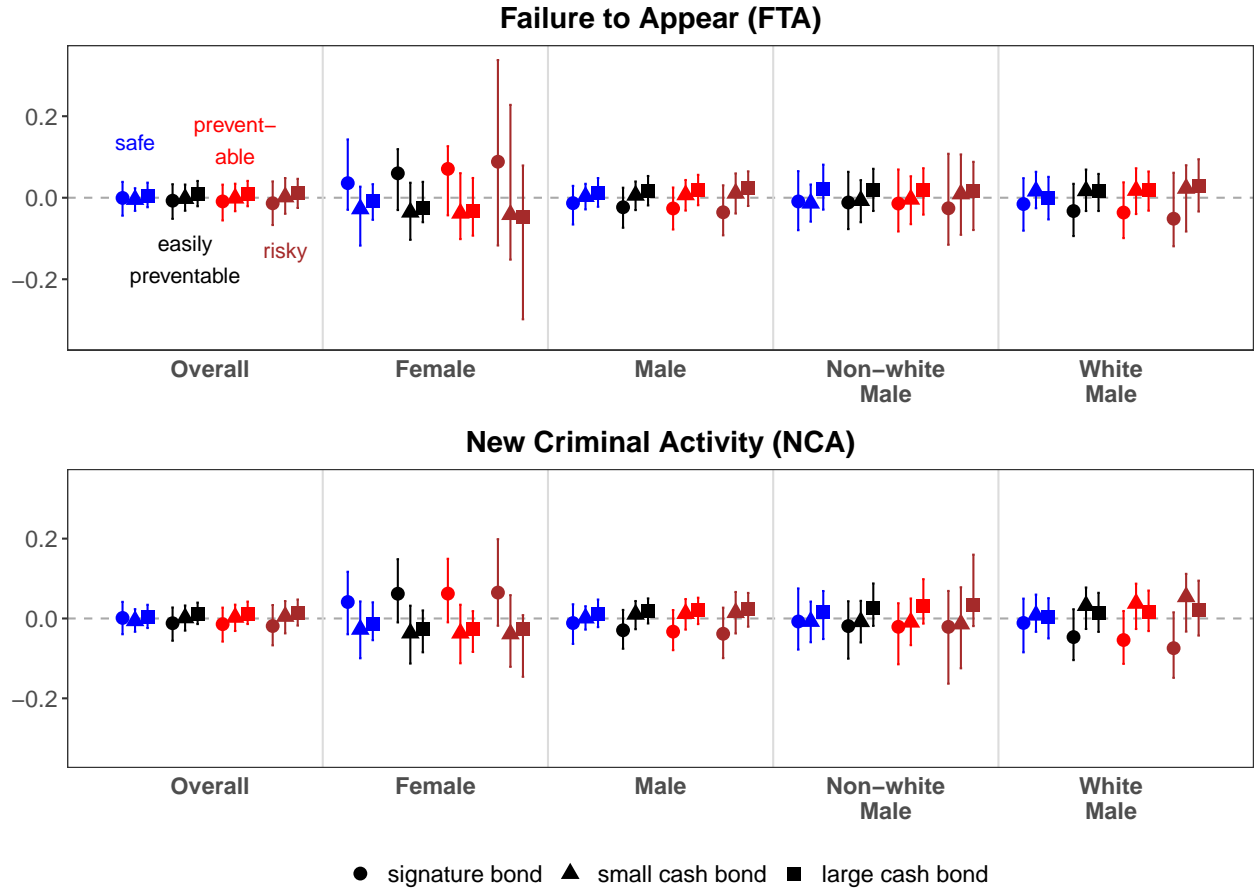 Failure to Appear (FTA)
0.2
0.0
−0.2
safe
prevent−
able
easily
preventable
risky
Overall
Female
Male
Non−white
Male
White
Male
New Criminal Activity (NCA)
0.2
0.0
−0.2
Overall
Female
Male
Non−white
Male
White
Male
signature bond
small cash bond
large cash bond